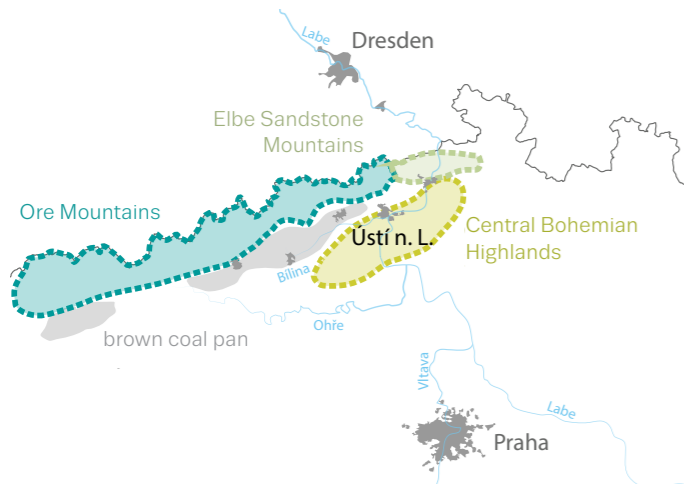 Labe
Dresden
Elbe Sandstone
Mountains
Ore Mountains
Ústí n. L.
Central Bohemian
Highlands
Bílina
Ohře
brown coal pan
Vltava
Labe
Praha